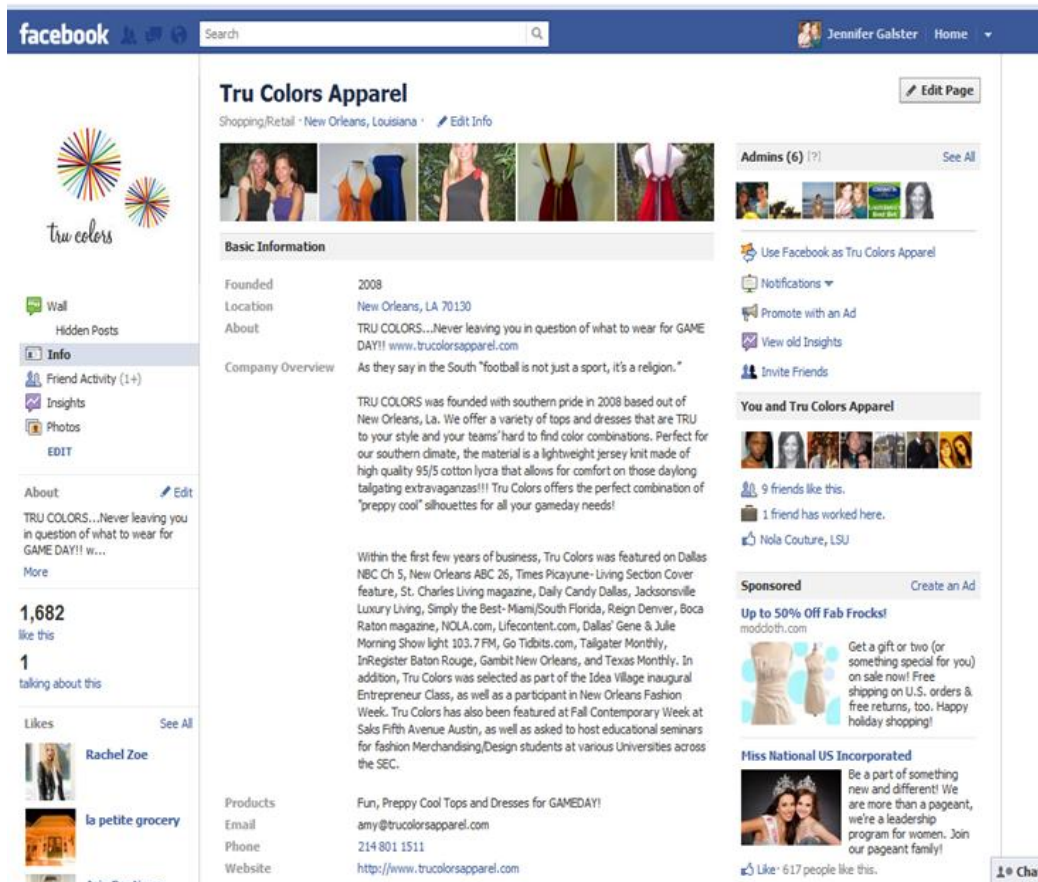 facebook
Search
Jennifer Galster Home
Tru Colors Apparel
Edit Page
Shopping/Retail · New Orleans, Louisiana · Edit Info
tru colors
Wall
Hidden Posts
Info
Friend Activity (1+)
Insights
Photos
EDIT
About Edit
TRU COLORS...Never leaving you
in question of what to wear for
GAME DAY!! w...
More
1,682
like this
1
talking about this
Likes See All
Rachel Zoe
la petite grocery
Basic Information
Founded 2008
Location New Orleans, LA 70130
About TRU COLORS...Never leaving you in question of what to wear for GAME
DAY!! www.trucolorsapparel.com
Company Overview As they say in the South "football is not just a sport, it's a religion."
TRU COLORS was founded with southern pride in 2008 based out of
New Orleans, La. We offer a variety of tops and dresses that are TRU
to your style and your teams' hard to find color combinations. Perfect for
our southern climate, the material is a lightweight jersey knit made of
high quality 95/5 cotton lycra that allows for comfort on those daylong
tailgating extravaganzas!!! Tru Colors offers the perfect combination of
"preppy cool" silhouettes for all your gameday needs!
Within the first few years of business, Tru Colors was featured on Dallas
NBC Ch 5, New Orleans ABC 26, Times Picayune- Living Section Cover
feature, St. Charles Living magazine, Daily Candy Dallas, Jacksonville
Luxury Living, Simply the Best- Miami/South Florida, Reign Denver, Boca
Raton magazine, NOLA.com, Lifecontent.com, Dallas' Gene & Julie
Morning Show light 103.7 FM, Go Tidbits.com, Tailgater Monthly,
InRegister Baton Rouge, Gambit New Orleans, and Texas Monthly. In
addition, Tru Colors was selected as part of the Idea Village inaugural
Entrepreneur Class, as well as a participant in New Orleans Fashion
Week. Tru Colors has also been featured at Fall Contemporary Week at
Saks Fifth Avenue Austin, as well as asked to host educational seminars
for fashion Merchandising/Design students at various Universities across
the SEC.
Products Fun, Preppy Cool Tops and Dresses for GAMEDAY!
Email amy@trucolorsapparel.com
Phone 214 801 1511
Website http://www.trucolorsapparel.com
Admins (6) [?] See All
Use Facebook as Tru Colors Apparel
Notifications
Promote with an Ad
View old Insights
Invite Friends
You and Tru Colors Apparel
9 friends like this.
1 friend has worked here.
Nola Couture, LSU
Sponsored Create an Ad
Up to 50% Off Fab Frocks!
modcloth.com
Get a gift or two (or
something special for you)
on sale now! Free
shipping on U.S. orders &
free returns, too. Happy
holiday shopping!
Miss National US Incorporated
Be a part of something
new and different! We
are more than a pageant,
we're a leadership
program for women. Join
our pageant family!
Like · 617 people like this.
Cha